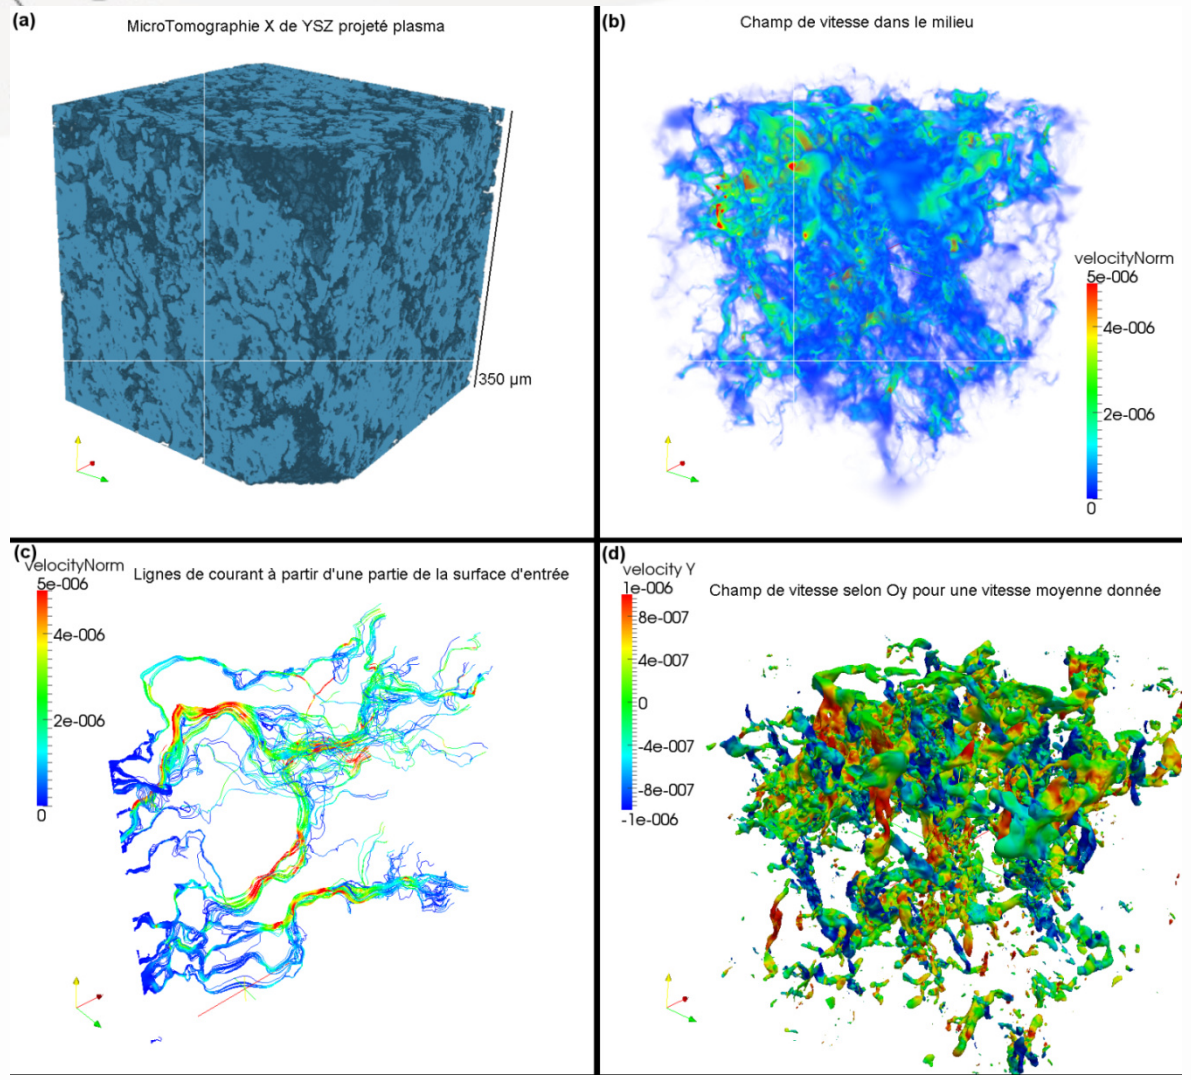 (a)
MicroTomographie X de YSZ projeté plasma
350 µm
(b)
Champ de vitesse dans le milieu
velocityNorm
5e-006
4e-006
2e-006
0
(c)
velocityNorm
5e-006
4e-006
2e-006
0
Lignes de courant à partir d'une partie de la surface d'entrée
(d)
velocity Y
1e-006
8e-007
4e-007
0
-4e-007
-8e-007
-1e-006
Champ de vitesse selon Oy pour une vitesse moyenne donnée